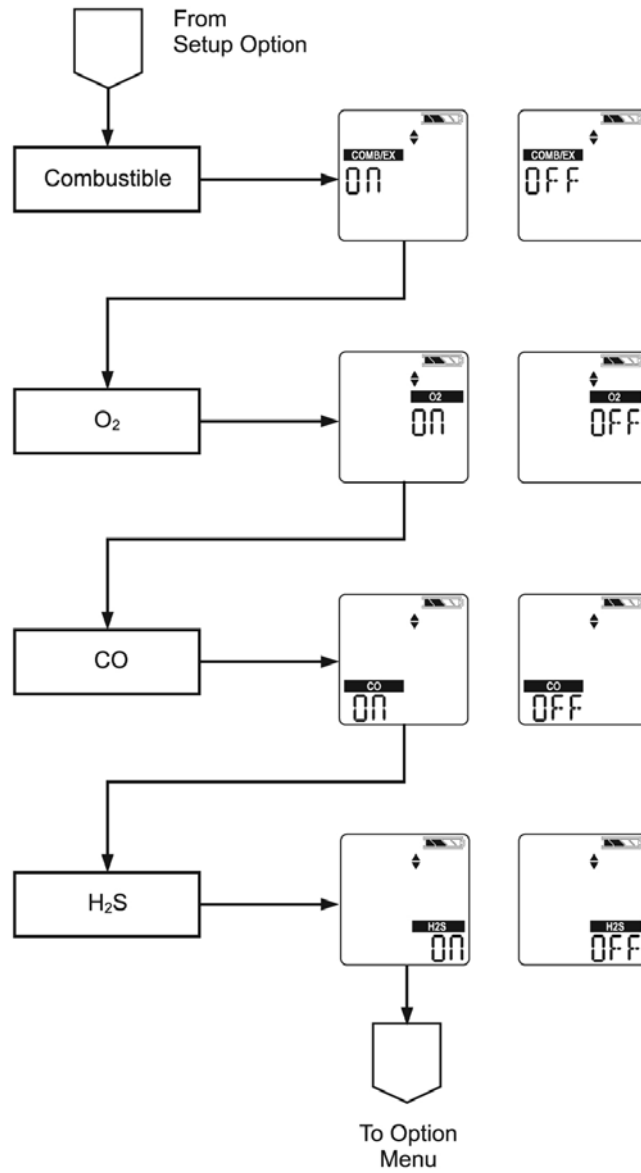 From
Setup Option
Combustible
COMB/EX
ON
COMB/EX
OFF
O₂
O2
ON
O2
OFF
CO
CO
ON
CO
OFF
H₂S
H2S
ON
H2S
OFF
To Option
Menu